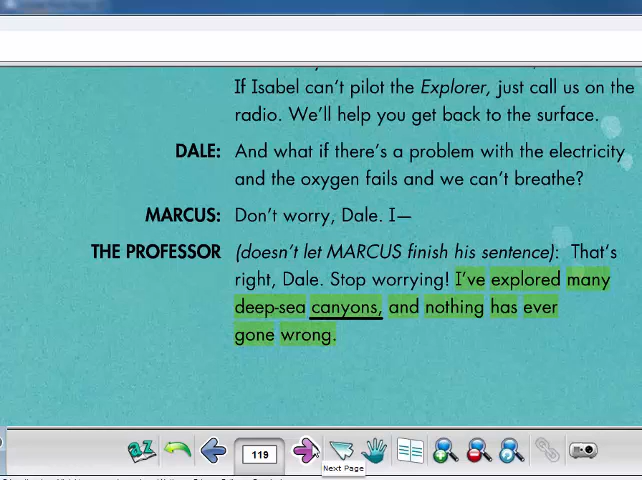 If Isabel can't pilot the Explorer, just call us on the
radio. We'll help you get back to the surface.
DALE: And what if there's a problem with the electricity
and the oxygen fails and we can't breathe?
MARCUS: Don't worry, Dale. I—
THE PROFESSOR (doesn't let MARCUS finish his sentence): That's
right, Dale. Stop worrying! I've explored many
deep-sea canyons, and nothing has ever
gone wrong.
aZ
119
Next Page